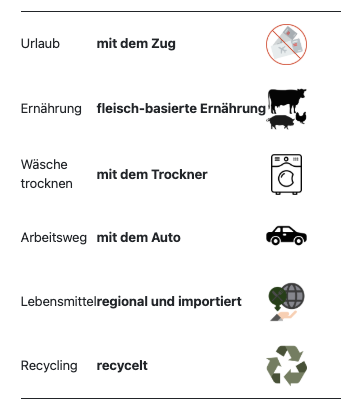 Urlaub mit dem Zug
Ernährung fleisch-basierte Ernährung
Wäsche
trocknen mit dem Trockner
Arbeitsweg mit dem Auto
Lebensmittel regional und importiert
Recycling recycelt